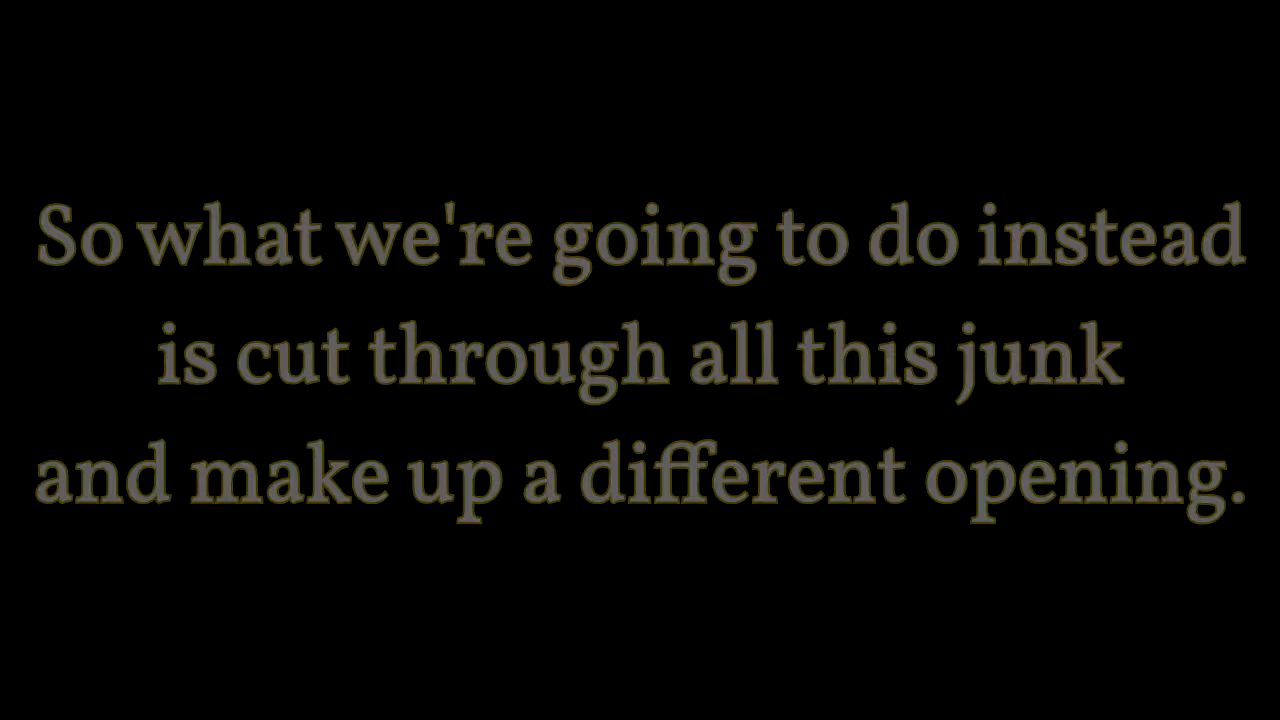 So what we're going to do instead
is cut through all this junk
and make up a different opening.